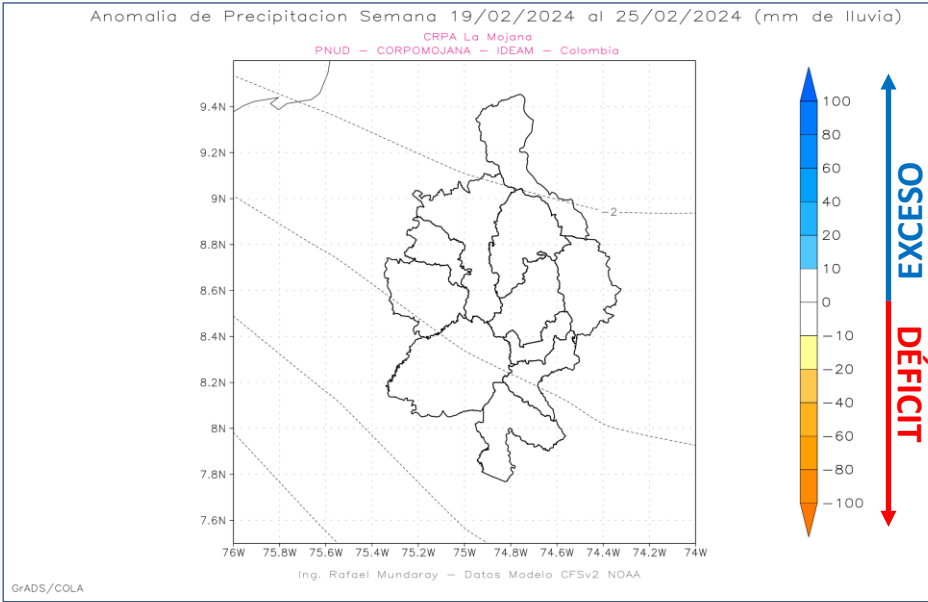 Anomalia de Precipitacion Semana 19/02/2024 al 25/02/2024 (mm de lluvia)
CRPA La Mojana
PNUD — CORPOMOJANA — IDEAM — Colombia
9.4N
9.2N
9N
8.8N
8.6N
8.4N
8.2N
8N
7.8N
7.6N
-2
76W 75.8W 75.6W 75.4W 75.2W 75W 74.8W 74.6W 74.4W 74.2W 74W
100
80
60
40
20
10
0
-10
-20
-40
-60
-80
-100
EXCESO
DÉFICIT
Ing. Rafael Mundaray — Datos Modelo CFSv2 NOAA
GrADS/COLA